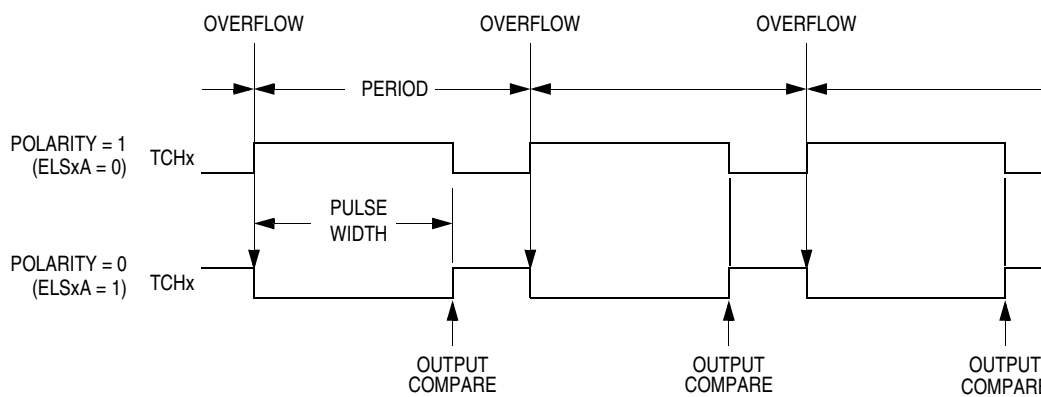 OVERFLOW OVERFLOW OVERFLOW
PERIOD
POLARITY = 1
(ELSxA = 0)
TCHx
PULSE
WIDTH
POLARITY = 0
(ELSxA = 1)
TCHx
OUTPUT
COMPARE
OUTPUT
COMPARE
OUTPUT
COMPARE